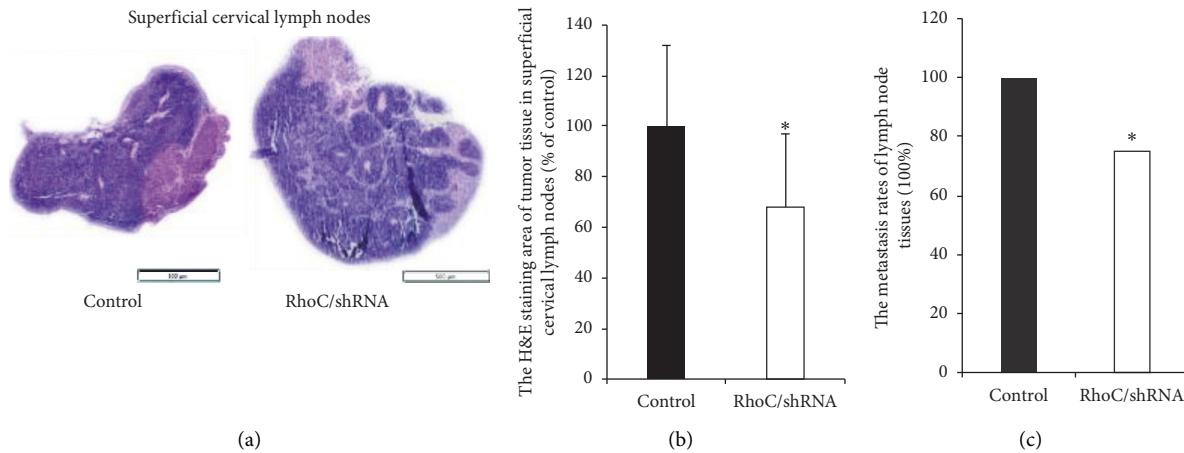 Superficial cervical lymph nodes
Control
RhoC/shRNA
(a)
The H&E staining area of tumor tissue in superficial
cervical lymph nodes (% of control)
140
120
100
80
60
40
20
0
*
Control
RhoC/shRNA
(b)
The metastasis rates of lymph node
tissues (100%)
120
100
80
60
40
20
0
*
Control
RhoC/shRNA
(c)